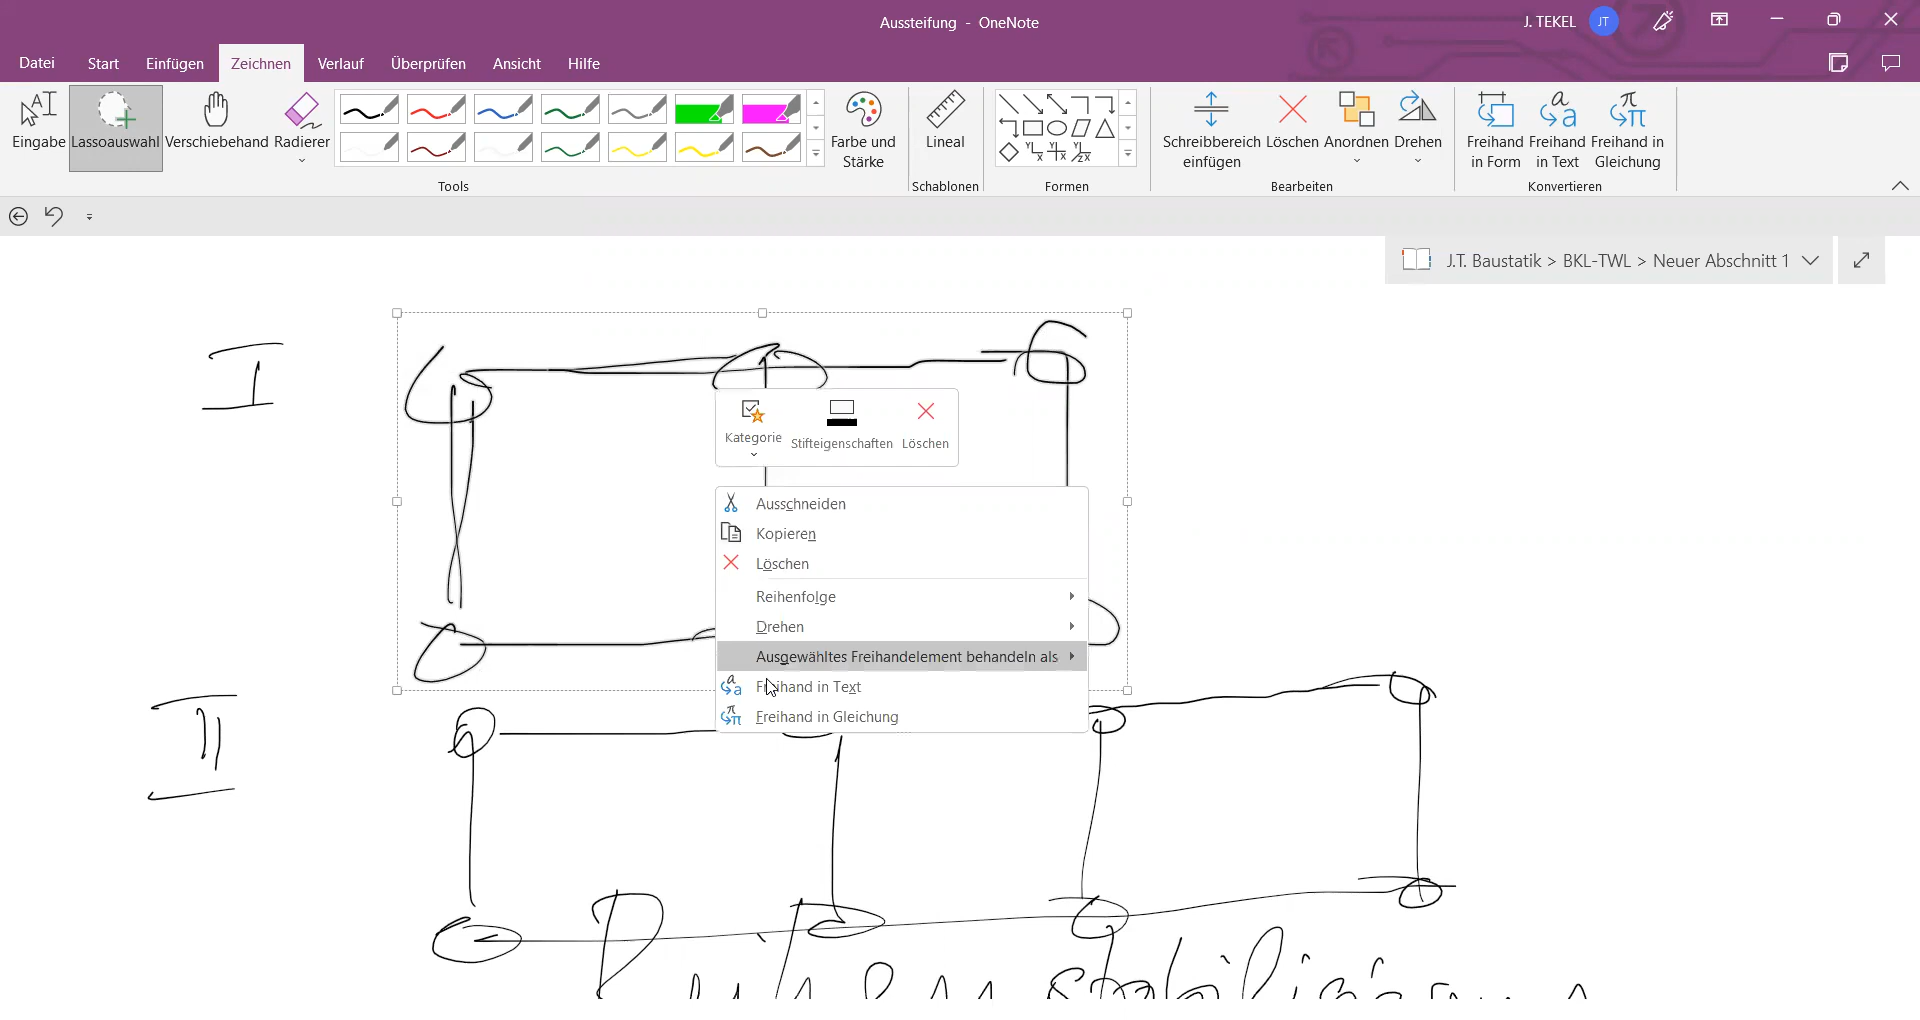 Aussteifung - OneNote
J. TEKEL
JT
Datei
Start
Einfügen
Zeichnen
Verlauf
Überprüfen
Ansicht
Hilfe
Eingabe
Lassoauswahl
Verschiebehand
Radierer
Farbe und
Stärke
Lineal
Schreibbereich
einfügen
Löschen
Anordnen
Drehen
Freihand
in Form
Freihand
in Text
Freihand in
Gleichung
Tools
Schablonen
Formen
Bearbeiten
Konvertieren
J.T. Baustatik > BKL-TWL > Neuer Abschnitt 1
I
Kategorie
Stifteigenschaften
Löschen
Ausschneiden
Kopieren
Löschen
Reihenfolge
Drehen
Ausgewähltes Freihandelement behandeln als
Freihand in Text
Freihand in Gleichung
II